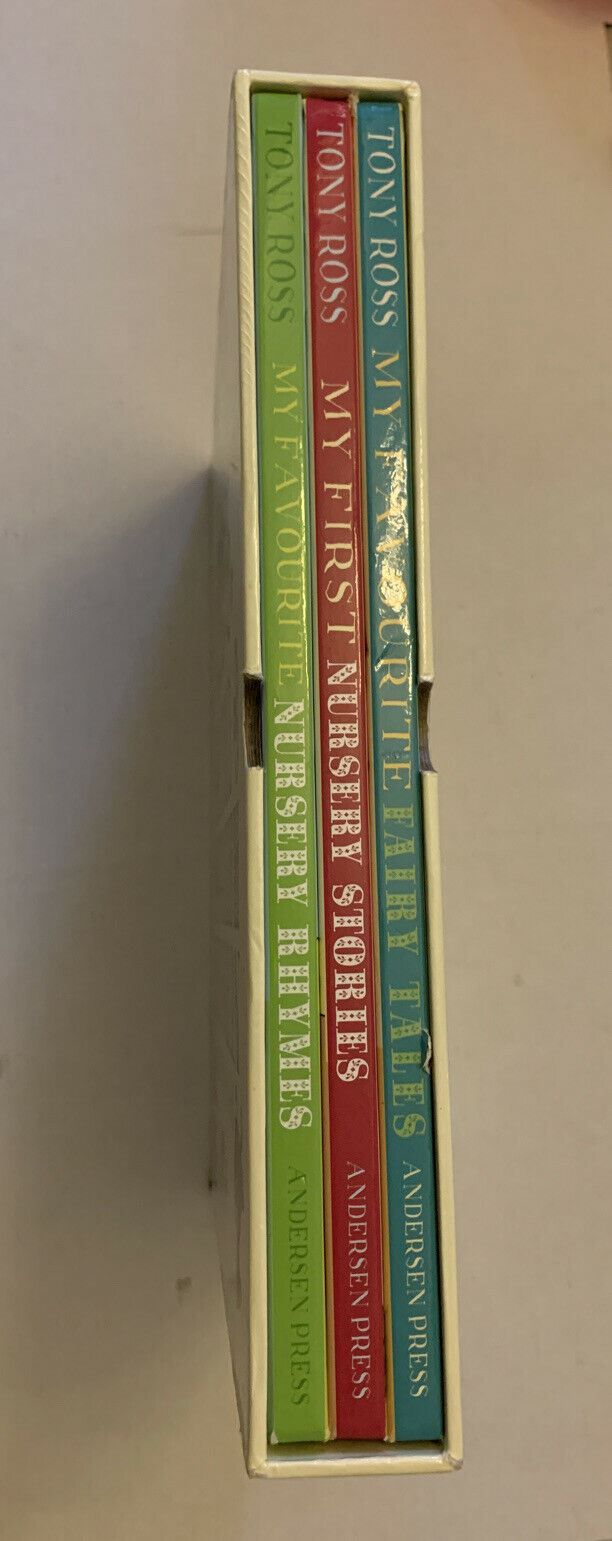 TONY ROSS MY FAVOURITE NURSERY RHYMES ANDERSEN PRESS
TONY ROSS MY FIRST NURSERY STORIES ANDERSEN PRESS
TONY ROSS MY FAVOURITE FAIRY TALES ANDERSEN PRESS